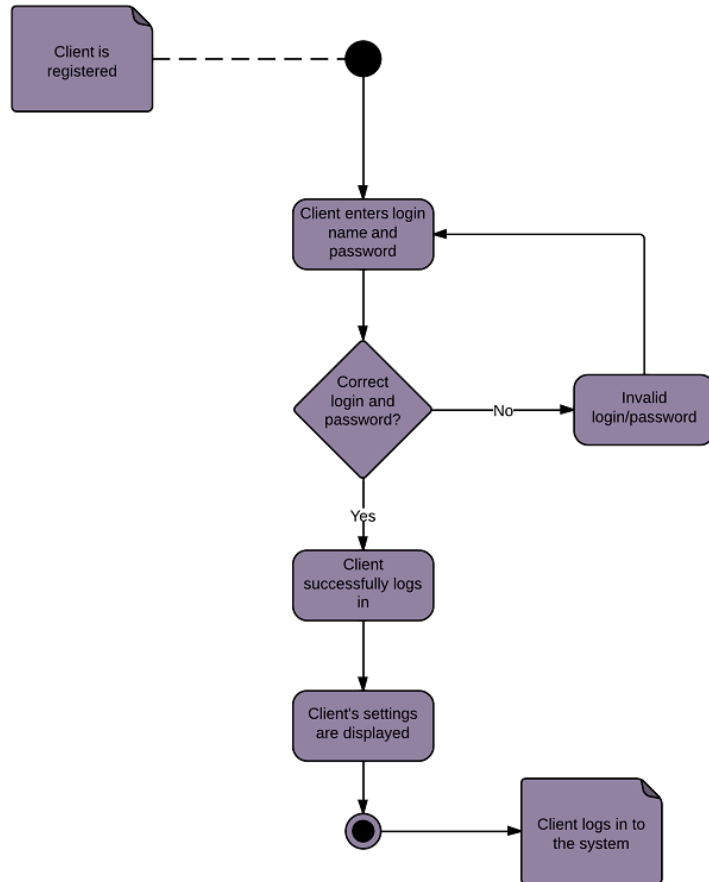 Client is
registered
Client enters login
name and
password
Correct
login and
password?
No
Invalid
login/password
Yes
Client
successfully logs
in
Client's settings
are displayed
Client logs in to
the system